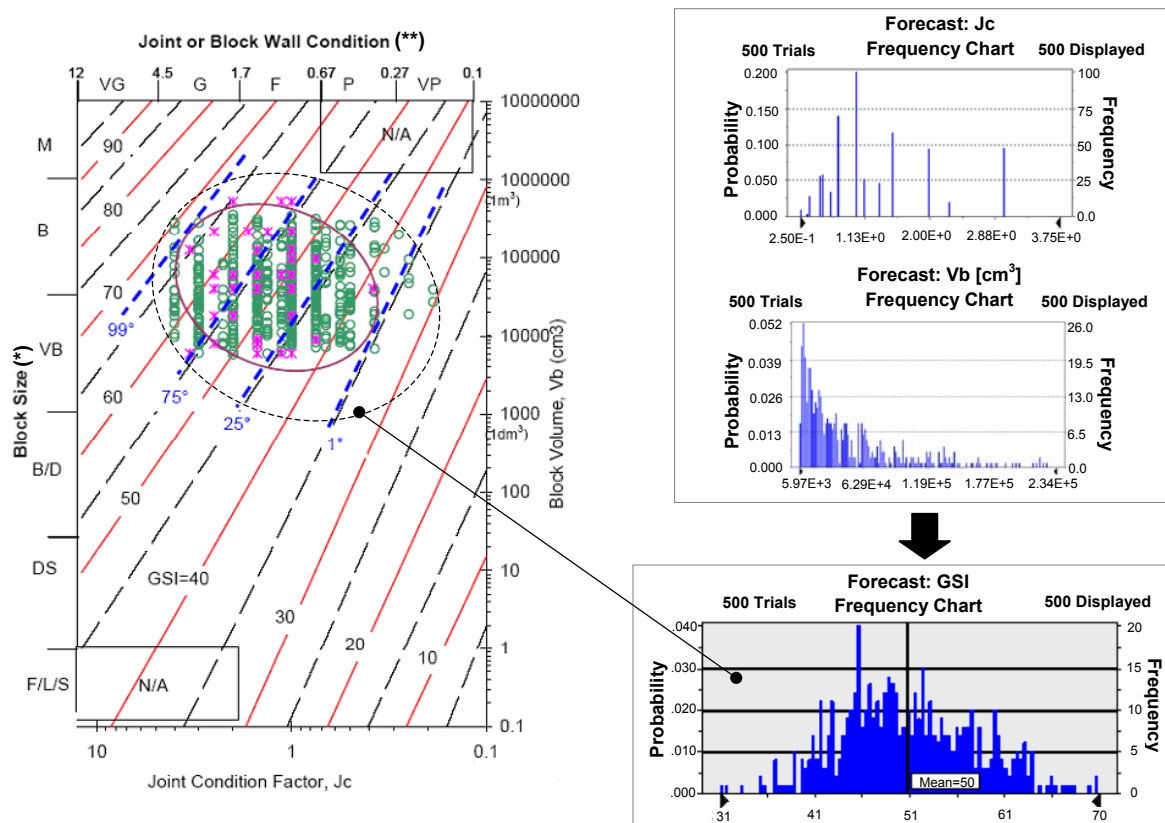 Joint or Block Wall Condition (**)
12 VG 4.5 G 1.7 F 0.67 P 0.27 VP 0.1
Block Size (*)
M
B
VB
B/D
DS
F/L/S
N/A
90
80
70
60
50
GSI=40
30
20
10
N/A
99°
75°
25°
1°
10000000
1000000
(1m³)
100000
10000
1000
(1dm³)
100
10
1
0.1
Block Volume, Vb (cm3)
10 1 0.1
Joint Condition Factor, Jc
Forecast: Jc
500 Trials Frequency Chart 500 Displayed
Probability
0.200
0.150
0.100
0.050
0.000
100
75
50
25
0.0
Frequency
2.50E-1 1.13E+0 2.00E+0 2.88E+0 3.75E+0
Forecast: Vb [cm³]
500 Trials Frequency Chart 500 Displayed
Probability
0.052
0.039
0.026
0.013
0.000
26.0
19.5
13.0
6.5
0.0
Frequency
5.97E+3 6.29E+4 1.19E+5 1.77E+5 2.34E+5
Forecast: GSI
500 Trials Frequency Chart 500 Displayed
Probability
.040
.030
.020
.010
.000
20
15
10
5
0
Frequency
Mean=50
31 41 51 61 70